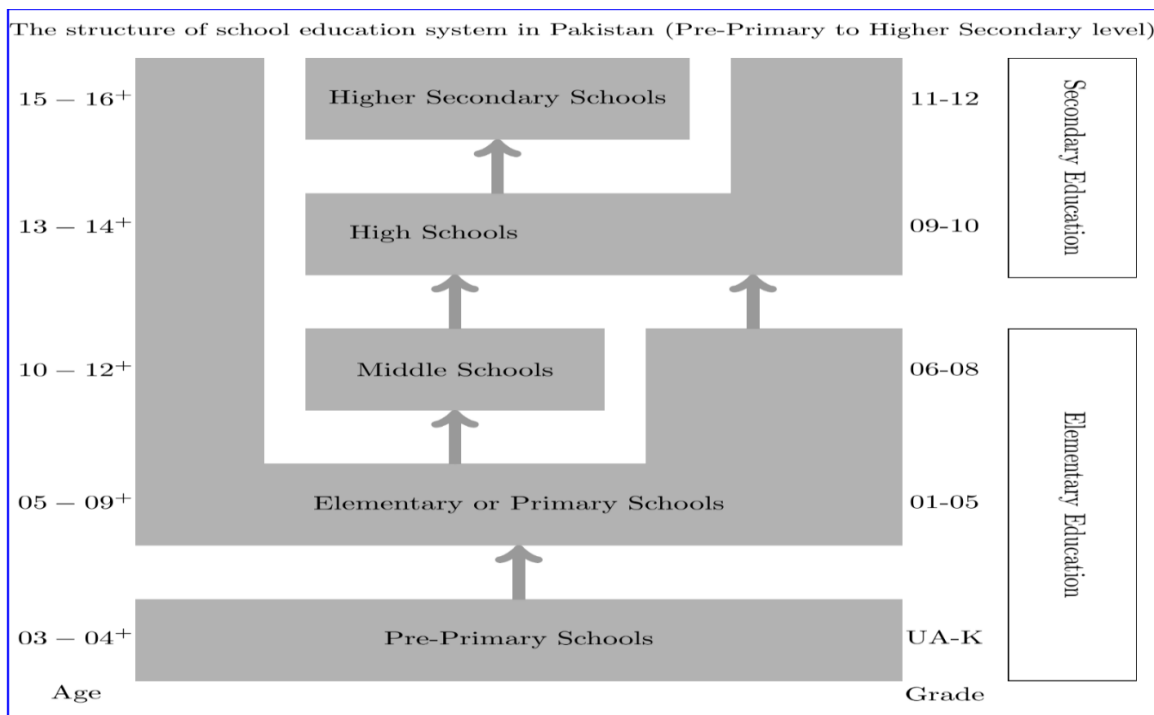 The structure of school education system in Pakistan (Pre-Primary to Higher Secondary level)
15 – 16⁺
Higher Secondary Schools
11-12
Secondary Education
13 – 14⁺
High Schools
09-10
10 – 12⁺
Middle Schools
06-08
Elementary Education
05 – 09⁺
Elementary or Primary Schools
01-05
03 – 04⁺
Pre-Primary Schools
UA-K
Age
Grade